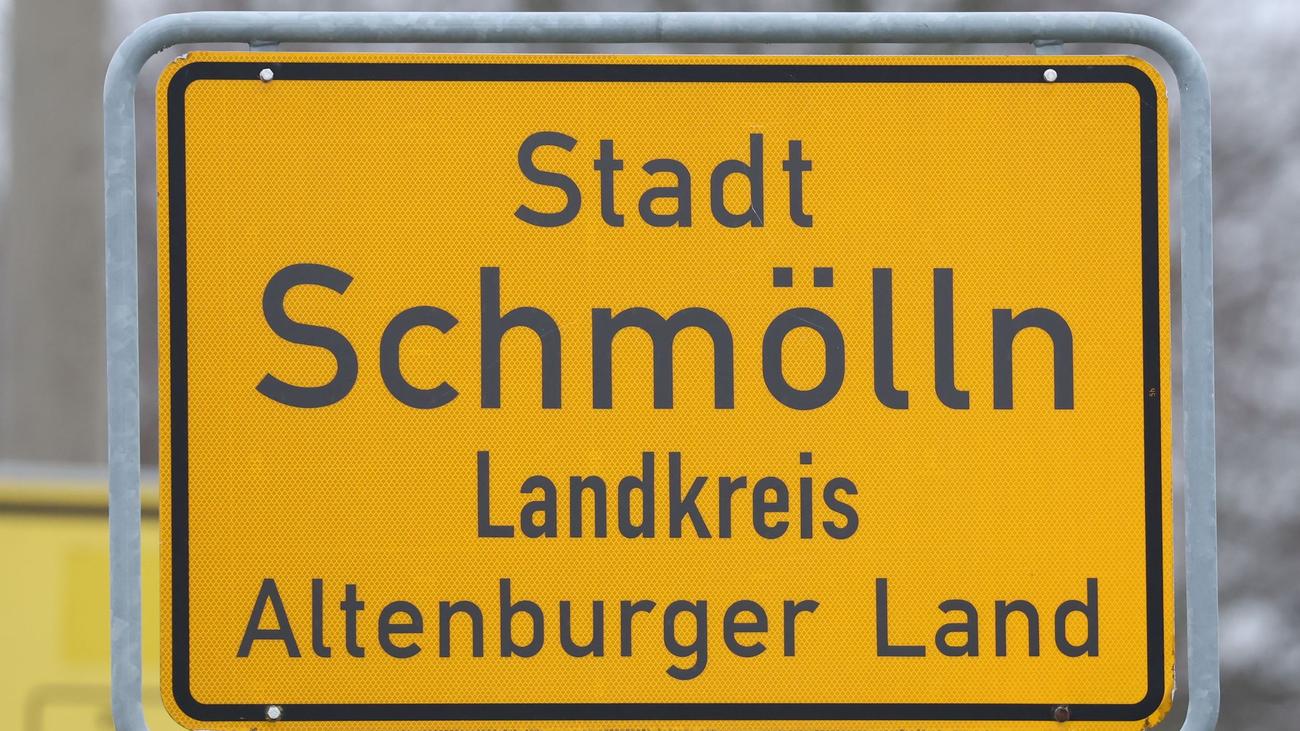 Stadt
Schmölln
Landkreis
Altenburger Land